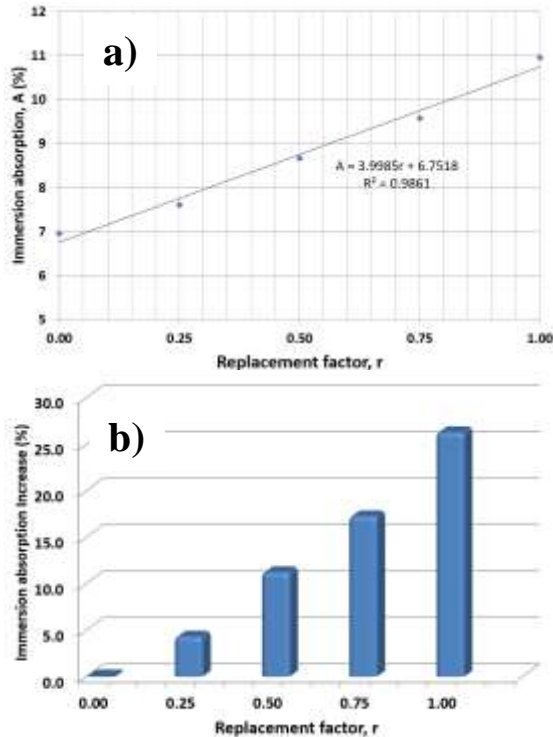 a)
Immersion absorption, A (%)
12
11
10
9
8
7
6
5
A = 3.9985r + 6.7518
R² = 0.9861
0.00 0.25 0.50 0.75 1.00
Replacement factor, r
b)
Immersion absorption Increase (%)
30.0
25.0
20.0
15.0
10.0
5.0
0.0
0.00 0.25 0.50 0.75 1.00
Replacement factor, r